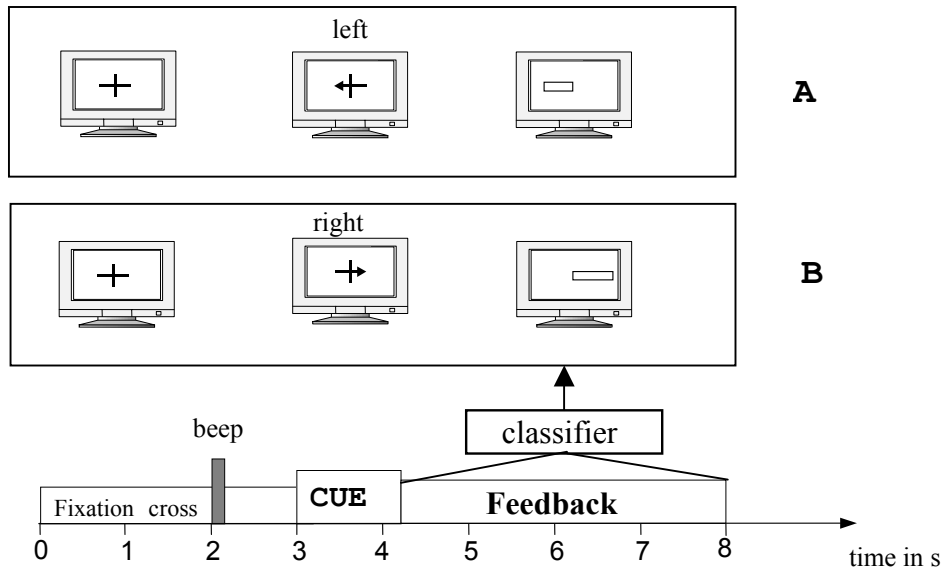 left
A
right
B
classifier
beep
Fixation cross
CUE
Feedback
0 1 2 3 4 5 6 7 8
time in s